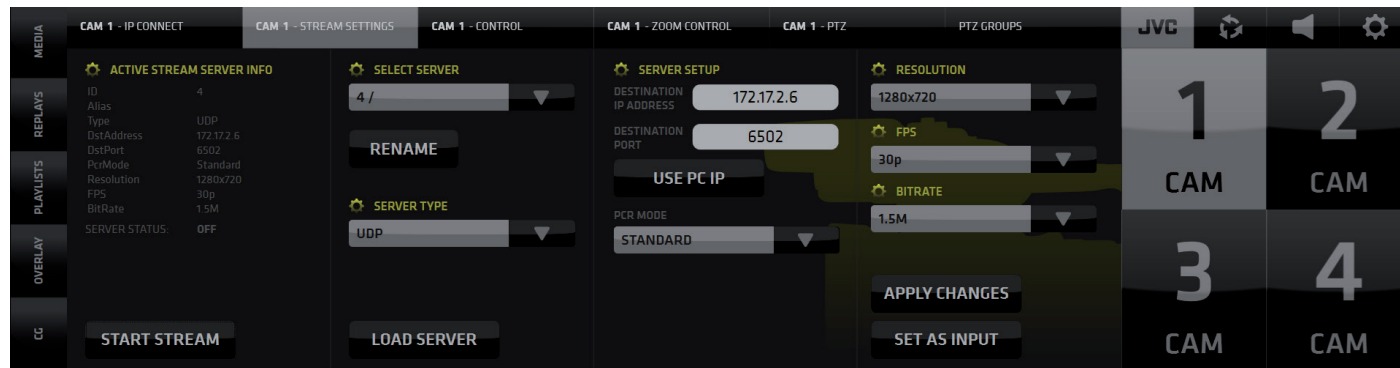 MEDIA
REPLAYS
PLAYLISTS
OVERLAY
CG
CAM 1 - IP CONNECT
CAM 1 - STREAM SETTINGS
CAM 1 - CONTROL
CAM 1 - ZOOM CONTROL
CAM 1 - PTZ
PTZ GROUPS
JVC
ACTIVE STREAM SERVER INFO
ID 4
Alias
Type UDP
DstAddress 172.17.2.6
DstPort 6502
PcrMode Standard
Resolution 1280x720
FPS 30p
BitRate 1.5M
SERVER STATUS: OFF
START STREAM
SELECT SERVER
4 /
RENAME
SERVER TYPE
UDP
LOAD SERVER
SERVER SETUP
DESTINATION
IP ADDRESS
172.17.2.6
DESTINATION
PORT
6502
USE PC IP
PCR MODE
STANDARD
RESOLUTION
1280x720
FPS
30p
BITRATE
1.5M
APPLY CHANGES
SET AS INPUT
1
CAM
2
CAM
3
CAM
4
CAM